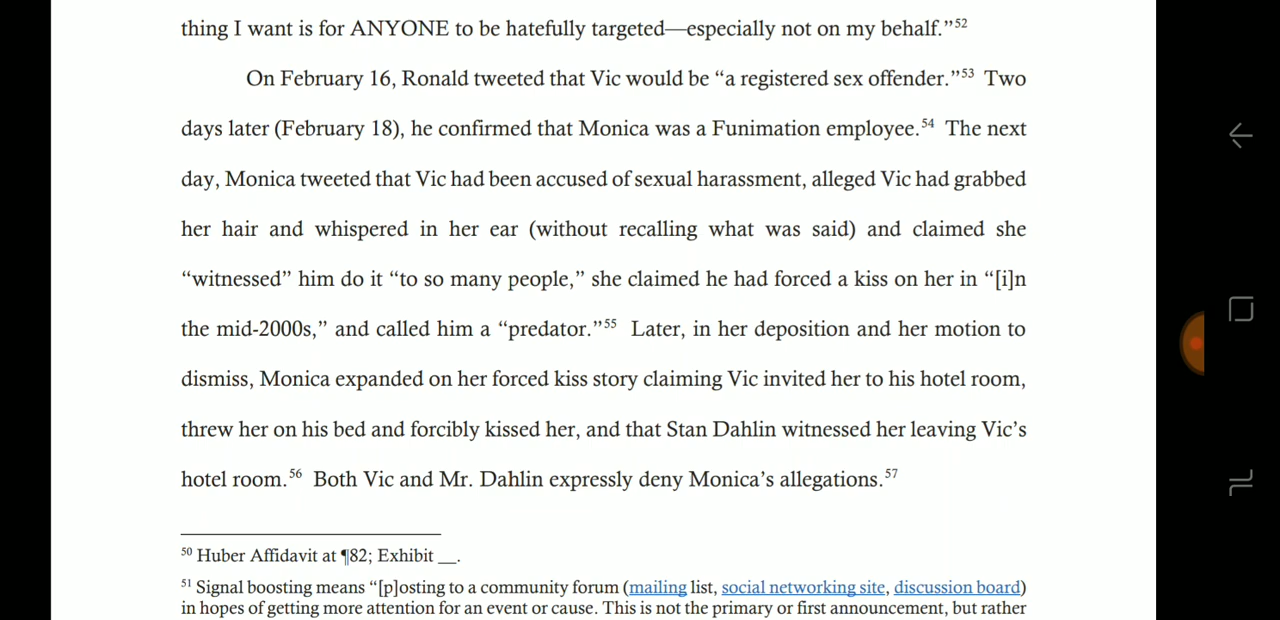 thing I want is for ANYONE to be hatefully targeted—especially not on my behalf.”⁵²
On February 16, Ronald tweeted that Vic would be “a registered sex offender.”⁵³ Two
days later (February 18), he confirmed that Monica was a Funimation employee.⁵⁴ The next
day, Monica tweeted that Vic had been accused of sexual harassment, alleged Vic had grabbed
her hair and whispered in her ear (without recalling what was said) and claimed she
“witnessed” him do it “to so many people,” she claimed he had forced a kiss on her in “[i]n
the mid-2000s,” and called him a “predator.”⁵⁵ Later, in her deposition and her motion to
dismiss, Monica expanded on her forced kiss story claiming Vic invited her to his hotel room,
threw her on his bed and forcibly kissed her, and that Stan Dahlin witnessed her leaving Vic’s
hotel room.⁵⁶ Both Vic and Mr. Dahlin expressly deny Monica’s allegations.⁵⁷
⁵⁰ Huber Affidavit at ¶82; Exhibit __.
⁵¹ Signal boosting means “[p]osting to a community forum (mailing list, social networking site, discussion board)
in hopes of getting more attention for an event or cause. This is not the primary or first announcement, but rather